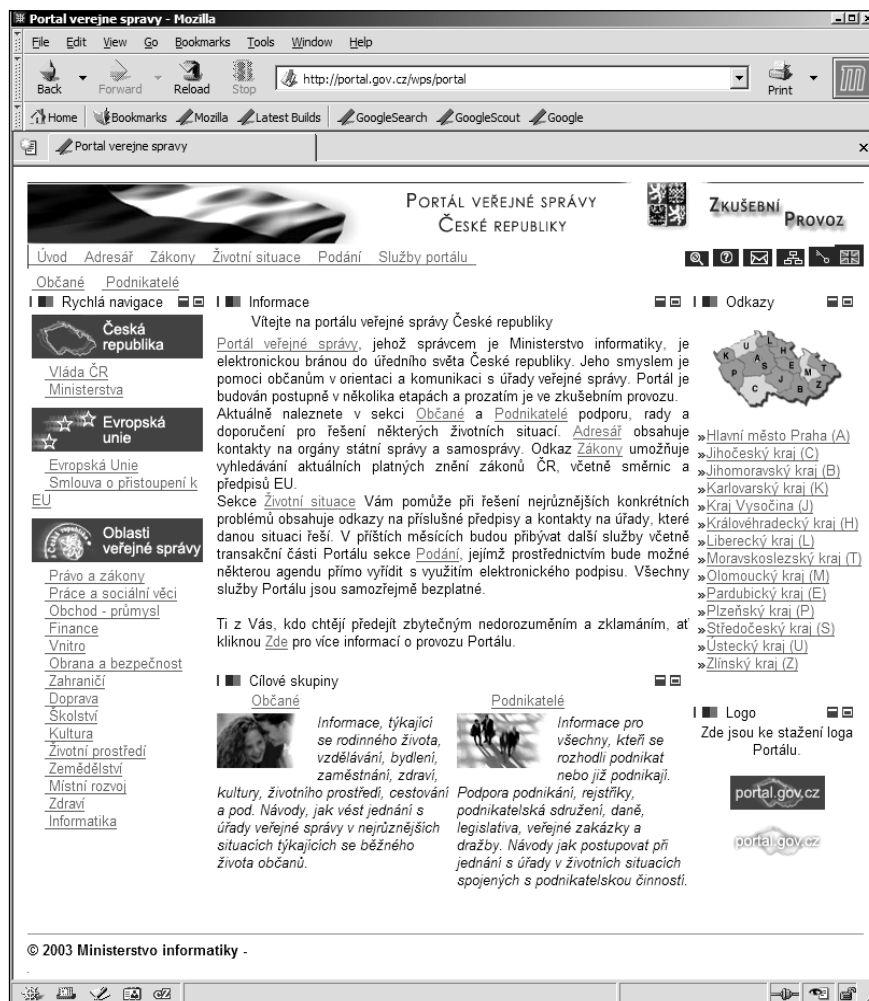 Portal verejne spravy - Mozilla
File Edit View Go Bookmarks Tools Window Help
Back Forward Reload Stop http://portal.gov.cz/wps/portal Print
Home Bookmarks Mozilla Latest Builds GoogleSearch GoogleScout Google
Portal verejne spravy
PORTÁL VEŘEJNÉ SPRÁVY
ČESKÉ REPUBLIKY
ZKUŠEBNÍ
PROVOZ
Úvod Adresář Zákony Životní situace Podání Služby portálu
Občané Podnikatelé
Rychlá navigace
Česká
republika
Vláda ČR
Ministerstva
Evropská
unie
Evropská Unie
Smlouva o přistoupení k
EU
Oblasti
veřejné správy
Právo a zákony
Práce a sociální věci
Obchod - průmysl
Finance
Vnitro
Obrana a bezpečnost
Zahraničí
Doprava
Školství
Kultura
Životní prostředí
Zemědělství
Místní rozvoj
Zdraví
Informatika
Informace
Vítejte na portálu veřejné správy České republiky
Portál veřejné správy, jehož správcem je Ministerstvo informatiky, je
elektronickou bránou do úředního světa České republiky. Jeho smyslem je
pomoci občanům v orientaci a komunikaci s úřady veřejné správy. Portál je
budován postupně v několika etapách a prozatím je ve zkušebním provozu.
Aktuálně naleznete v sekci Občané a Podnikatelé podporu, rady a
doporučení pro řešení některých životních situací. Adresář obsahuje
kontakty na orgány státní správy a samosprávy. Odkaz Zákony umožňuje
vyhledávání aktuálních platných znění zákonů ČR, včetně směrnic a
předpisů EU.
Sekce Životní situace Vám pomůže při řešení nejrůznějších konkrétních
problémů obsahuje odkazy na příslušné předpisy a kontakty na úřady, které
danou situaci řeší. V příštích měsících budou přibývat další služby včetně
transakční části Portálu sekce Podání, jejímž prostřednictvím bude možné
některou agendu přímo vyřídit s využitím elektronického podpisu. Všechny
služby Portálu jsou samozřejmě bezplatné.
Ti z Vás, kdo chtějí předejít zbytečným nedorozuměním a zklamáním, ať
kliknou Zde pro více informací o provozu Portálu.
Cílové skupiny
Občané
Informace, týkající
se rodinného života,
vzdělávání, bydlení,
zaměstnání, zdraví,
kultury, životního prostředí, cestování
a pod. Návody, jak vést jednání s
úřady veřejné správy v nejrůznějších
situacích týkajících se běžného
života občanů.
Podnikatelé
Informace pro
všechny, kteří se
rozhodli podnikat
nebo již podnikají.
Podpora podnikání, rejstříky,
podnikatelská sdružení, daně,
legislativa, veřejné zakázky a
dražby. Návody jak postupovat při
jednání s úřady v životních situacích
spojených s podnikatelskou činností.
Odkazy
U L
K P A S H E M T
C J B Z
»Hlavní město Praha (A)
»Jihočeský kraj (C)
»Jihomoravský kraj (B)
»Karlovarský kraj (K)
»Kraj Vysočina (J)
»Královéhradecký kraj (H)
»Liberecký kraj (L)
»Moravskoslezský kraj (T)
»Olomoucký kraj (M)
»Pardubický kraj (E)
»Plzeňský kraj (P)
»Středočeský kraj (S)
»Ústecký kraj (U)
»Zlínský kraj (Z)
Logo
Zde jsou ke stažení loga
Portálu.
portal.gov.cz
portal.gov.cz
© 2003 Ministerstvo informatiky -